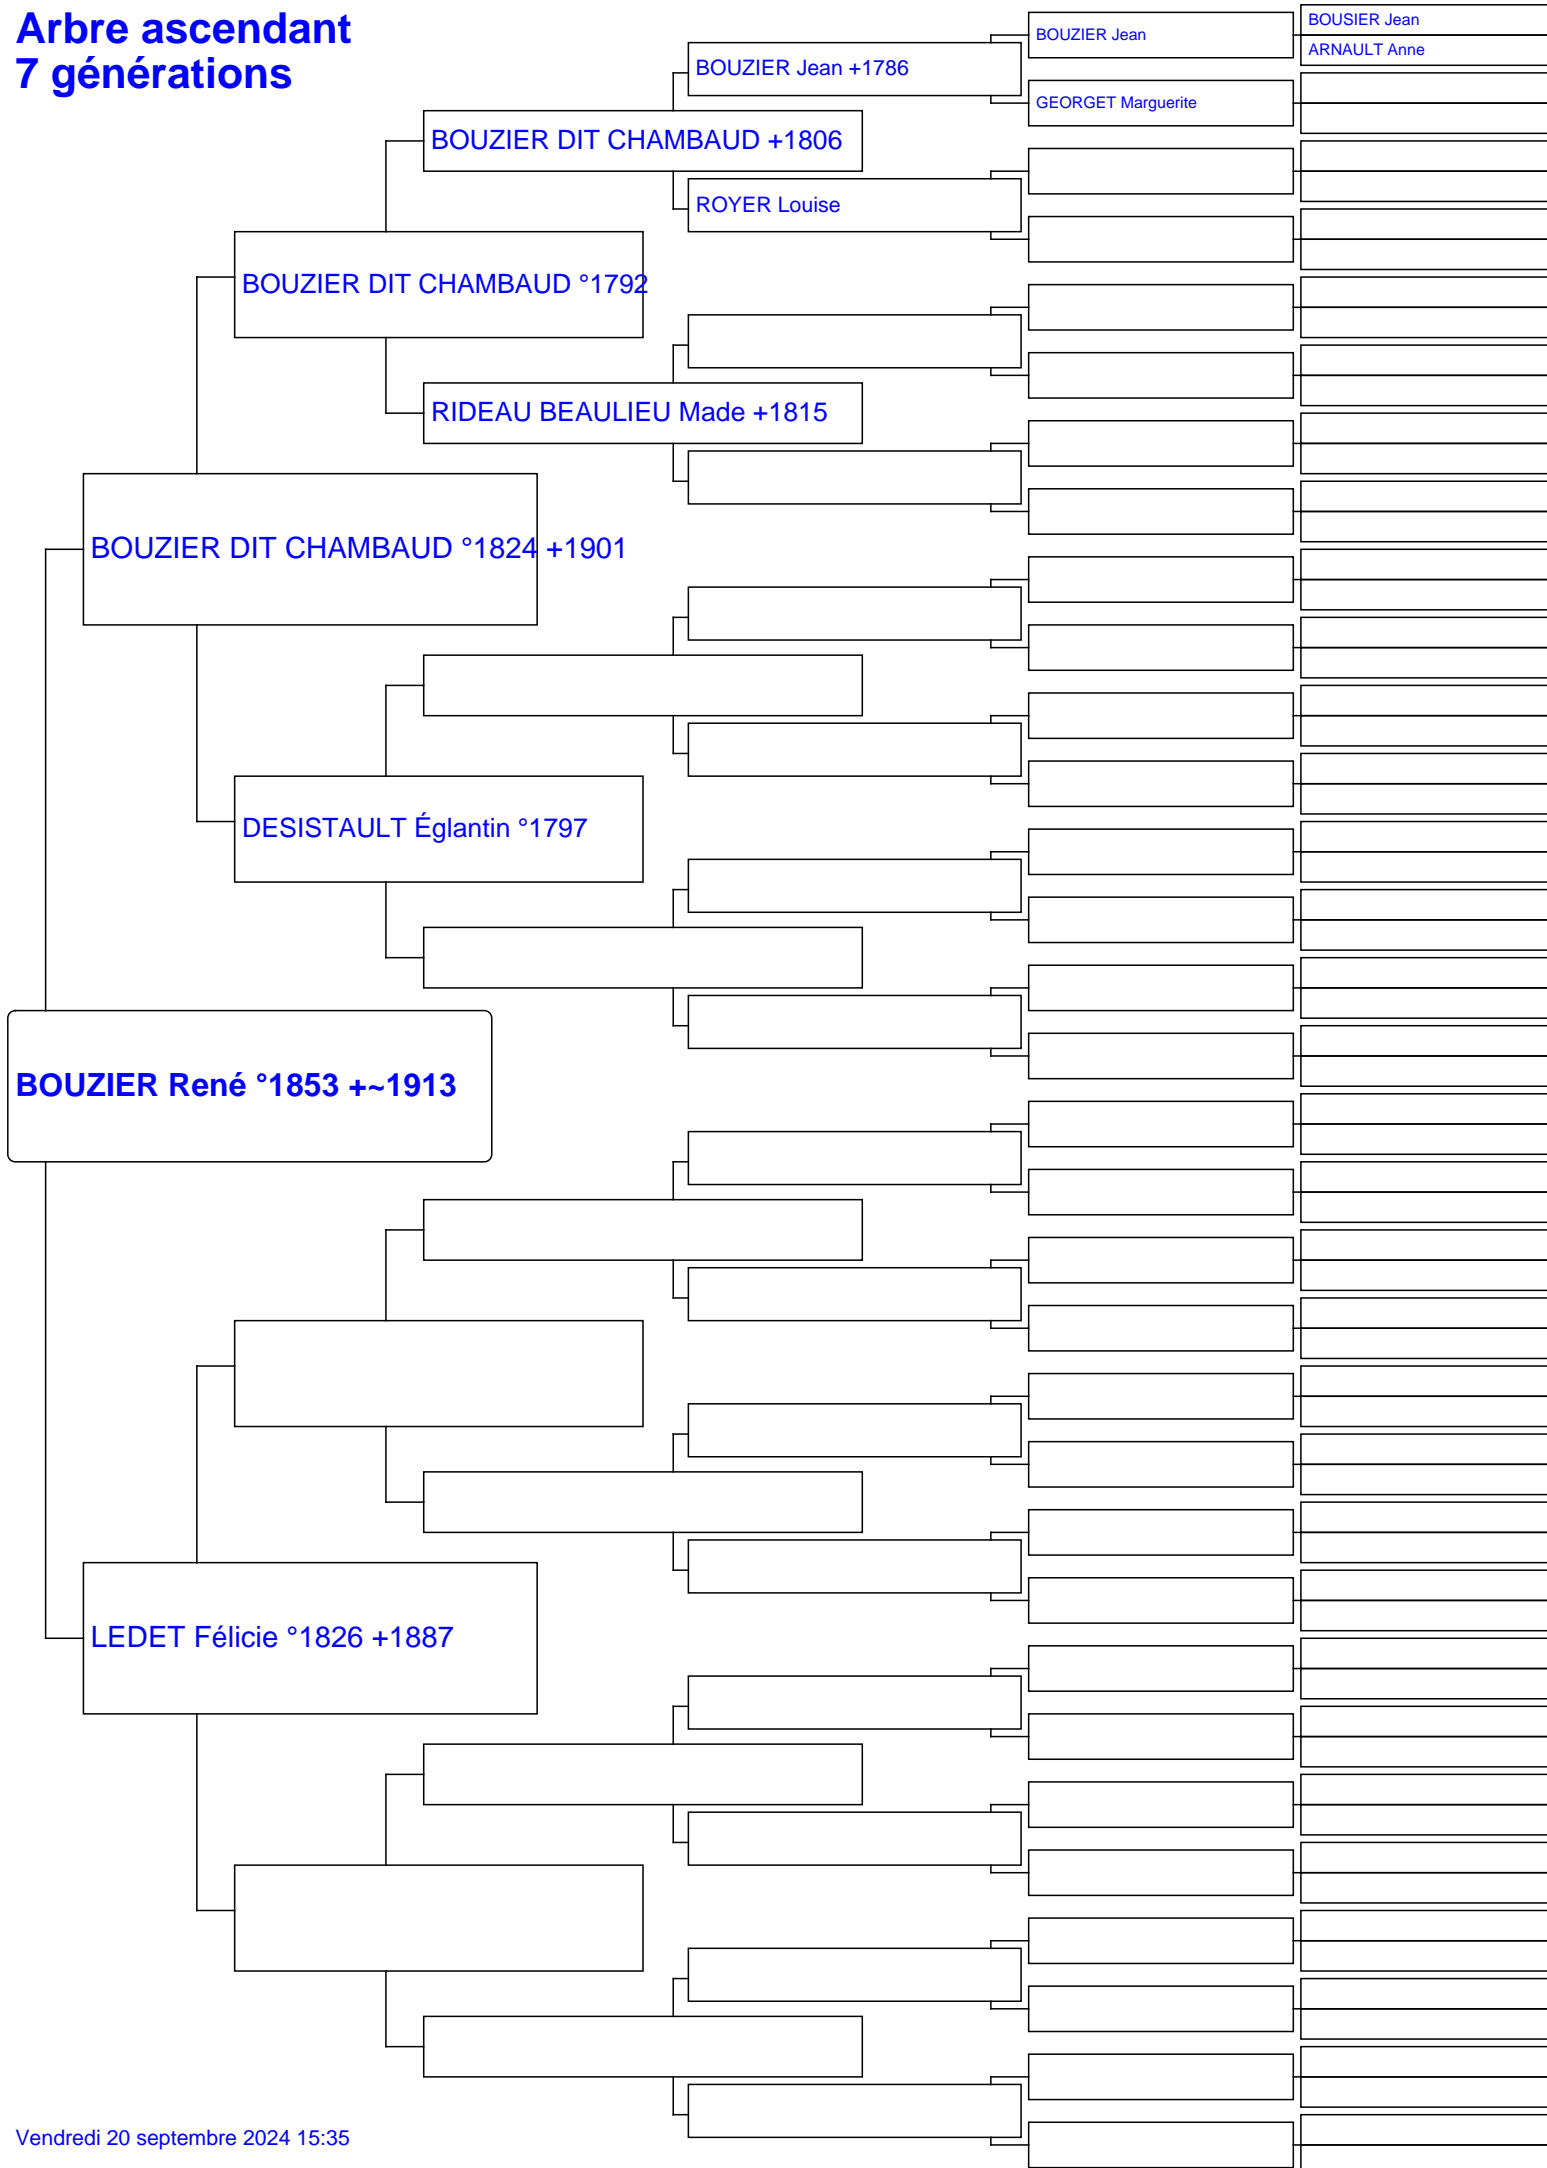 Arbre ascendant
7 générations
BOUSIER Jean
BOUZIER Jean
ARNAULT Anne
BOUZIER Jean +1786
GEORGET Marguerite
BOUZIER DIT CHAMBAUD +1806
ROYER Louise
BOUZIER DIT CHAMBAUD °1792
RIDEAU BEAULIEU Made +1815
BOUZIER DIT CHAMBAUD °1824 +1901
DESISTAULT Églantin °1797
BOUZIER René °1853 +~1913
LEDET Félicie °1826 +1887
Vendredi 20 septembre 2024 15:35